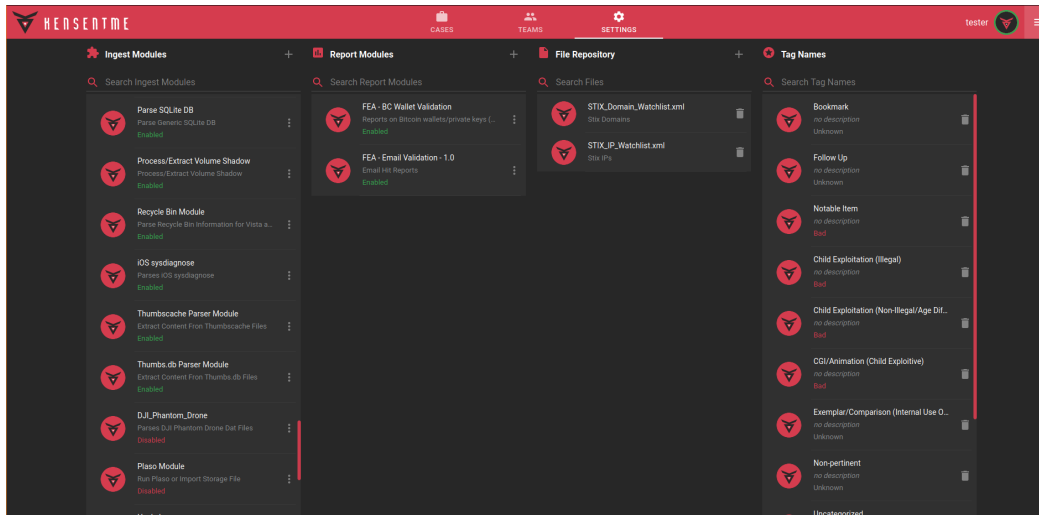 HENSENTME
CASES
TEAMS
SETTINGS
tester
Ingest Modules
Search Ingest Modules
Parse SQLite DB
Parse Generic SQLite DB
Enabled
Process/Extract Volume Shadow
Process/Extract Volume Shadow
Enabled
Recycle Bin Module
Parse Recycle Bin Information for Vista a...
Enabled
iOS sysdiagnose
Parses iOS sysdiagnose
Enabled
Thumbscache Parser Module
Extract Content Fron Thumbscache Files
Enabled
Thumbs.db Parser Module
Extract Content Fron Thumbs.db Files
Enabled
DJI_Phantom_Drone
Parses DJI Phantom Drone Dat Files
Disabled
Plaso Module
Run Plaso or Import Storage File
Disabled
Report Modules
Search Report Modules
FEA - BC Wallet Validation
Reports on Bitcoin wallets/private keys (...
Enabled
FEA - Email Validation - 1.0
Email Hit Reports
Enabled
File Repository
Search Files
STIX_Domain_Watchlist.xml
Stix Domains
STIX_IP_Watchlist.xml
Stix IPs
Tag Names
Search Tag Names
Bookmark
no description
Unknown
Follow Up
no description
Unknown
Notable Item
no description
Bad
Child Exploitation (Illegal)
no description
Bad
Child Exploitation (Non-Illegal/Age Dif...
no description
Bad
CGI/Animation (Child Exploitive)
no description
Bad
Exemplar/Comparison (Internal Use O...
no description
Unknown
Non-pertinent
no description
Unknown
Uncategorized